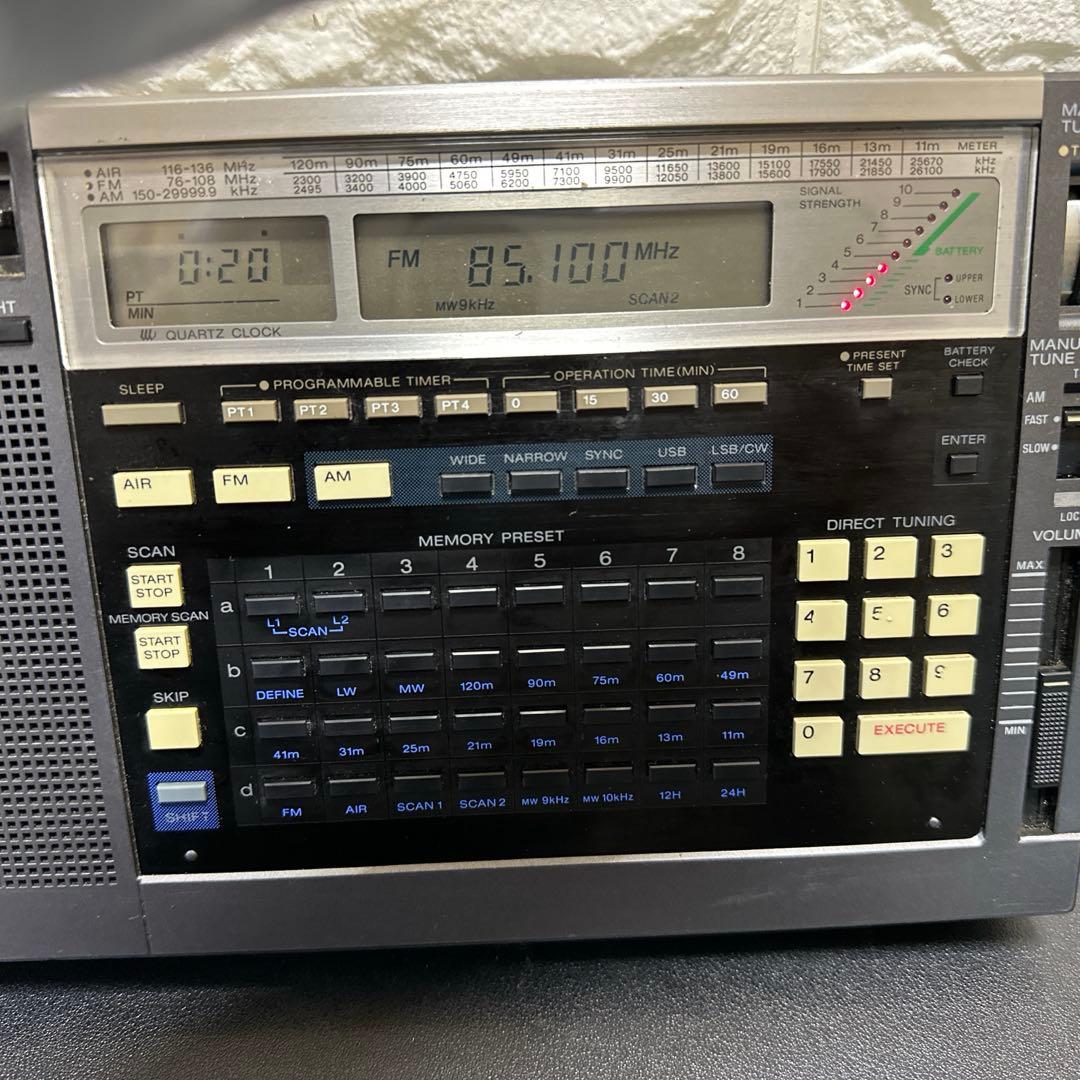 AIR 116-136 MHz
FM 76-108 MHz
AM 150-29999.9 kHz
120m 90m 75m 60m 49m 41m 31m 25m 21m 19m 16m 13m 11m METER
2300 3200 3900 4750 5950 7100 9500 11650 13600 15100 17550 21450 25670 kHz
2495 3400 4000 5060 6200 7300 9900 12050 13800 15600 17900 21850 26100 kHz
0:20
PT
MIN
QUARTZ CLOCK
FM 85.100 MHz
MW9kHz SCAN2
SIGNAL
STRENGTH
10
9
8
7
6
5
4
3
2
1
BATTERY
SYNC
UPPER
LOWER
SLEEP
PROGRAMMABLE TIMER
PT1 PT2 PT3 PT4
OPERATION TIME(MIN)
0 15 30 60
PRESENT
TIME SET
BATTERY
CHECK
AIR FM AM
WIDE NARROW SYNC USB LSB/CW
ENTER
SCAN
START
STOP
MEMORY SCAN
START
STOP
SKIP
SHIFT
MEMORY PRESET
1 2 3 4 5 6 7 8
a
L1 SCAN L2
b
DEFINE LW MW 120m 90m 75m 60m 49m
c
41m 31m 25m 21m 19m 16m 13m 11m
d
FM AIR SCAN 1 SCAN 2 MW 9kHz MW 10kHz 12H 24H
DIRECT TUNING
1 2 3
4 5 6
7 8 9
0 EXECUTE
AM
FAST
SLOW
MAX
MIN